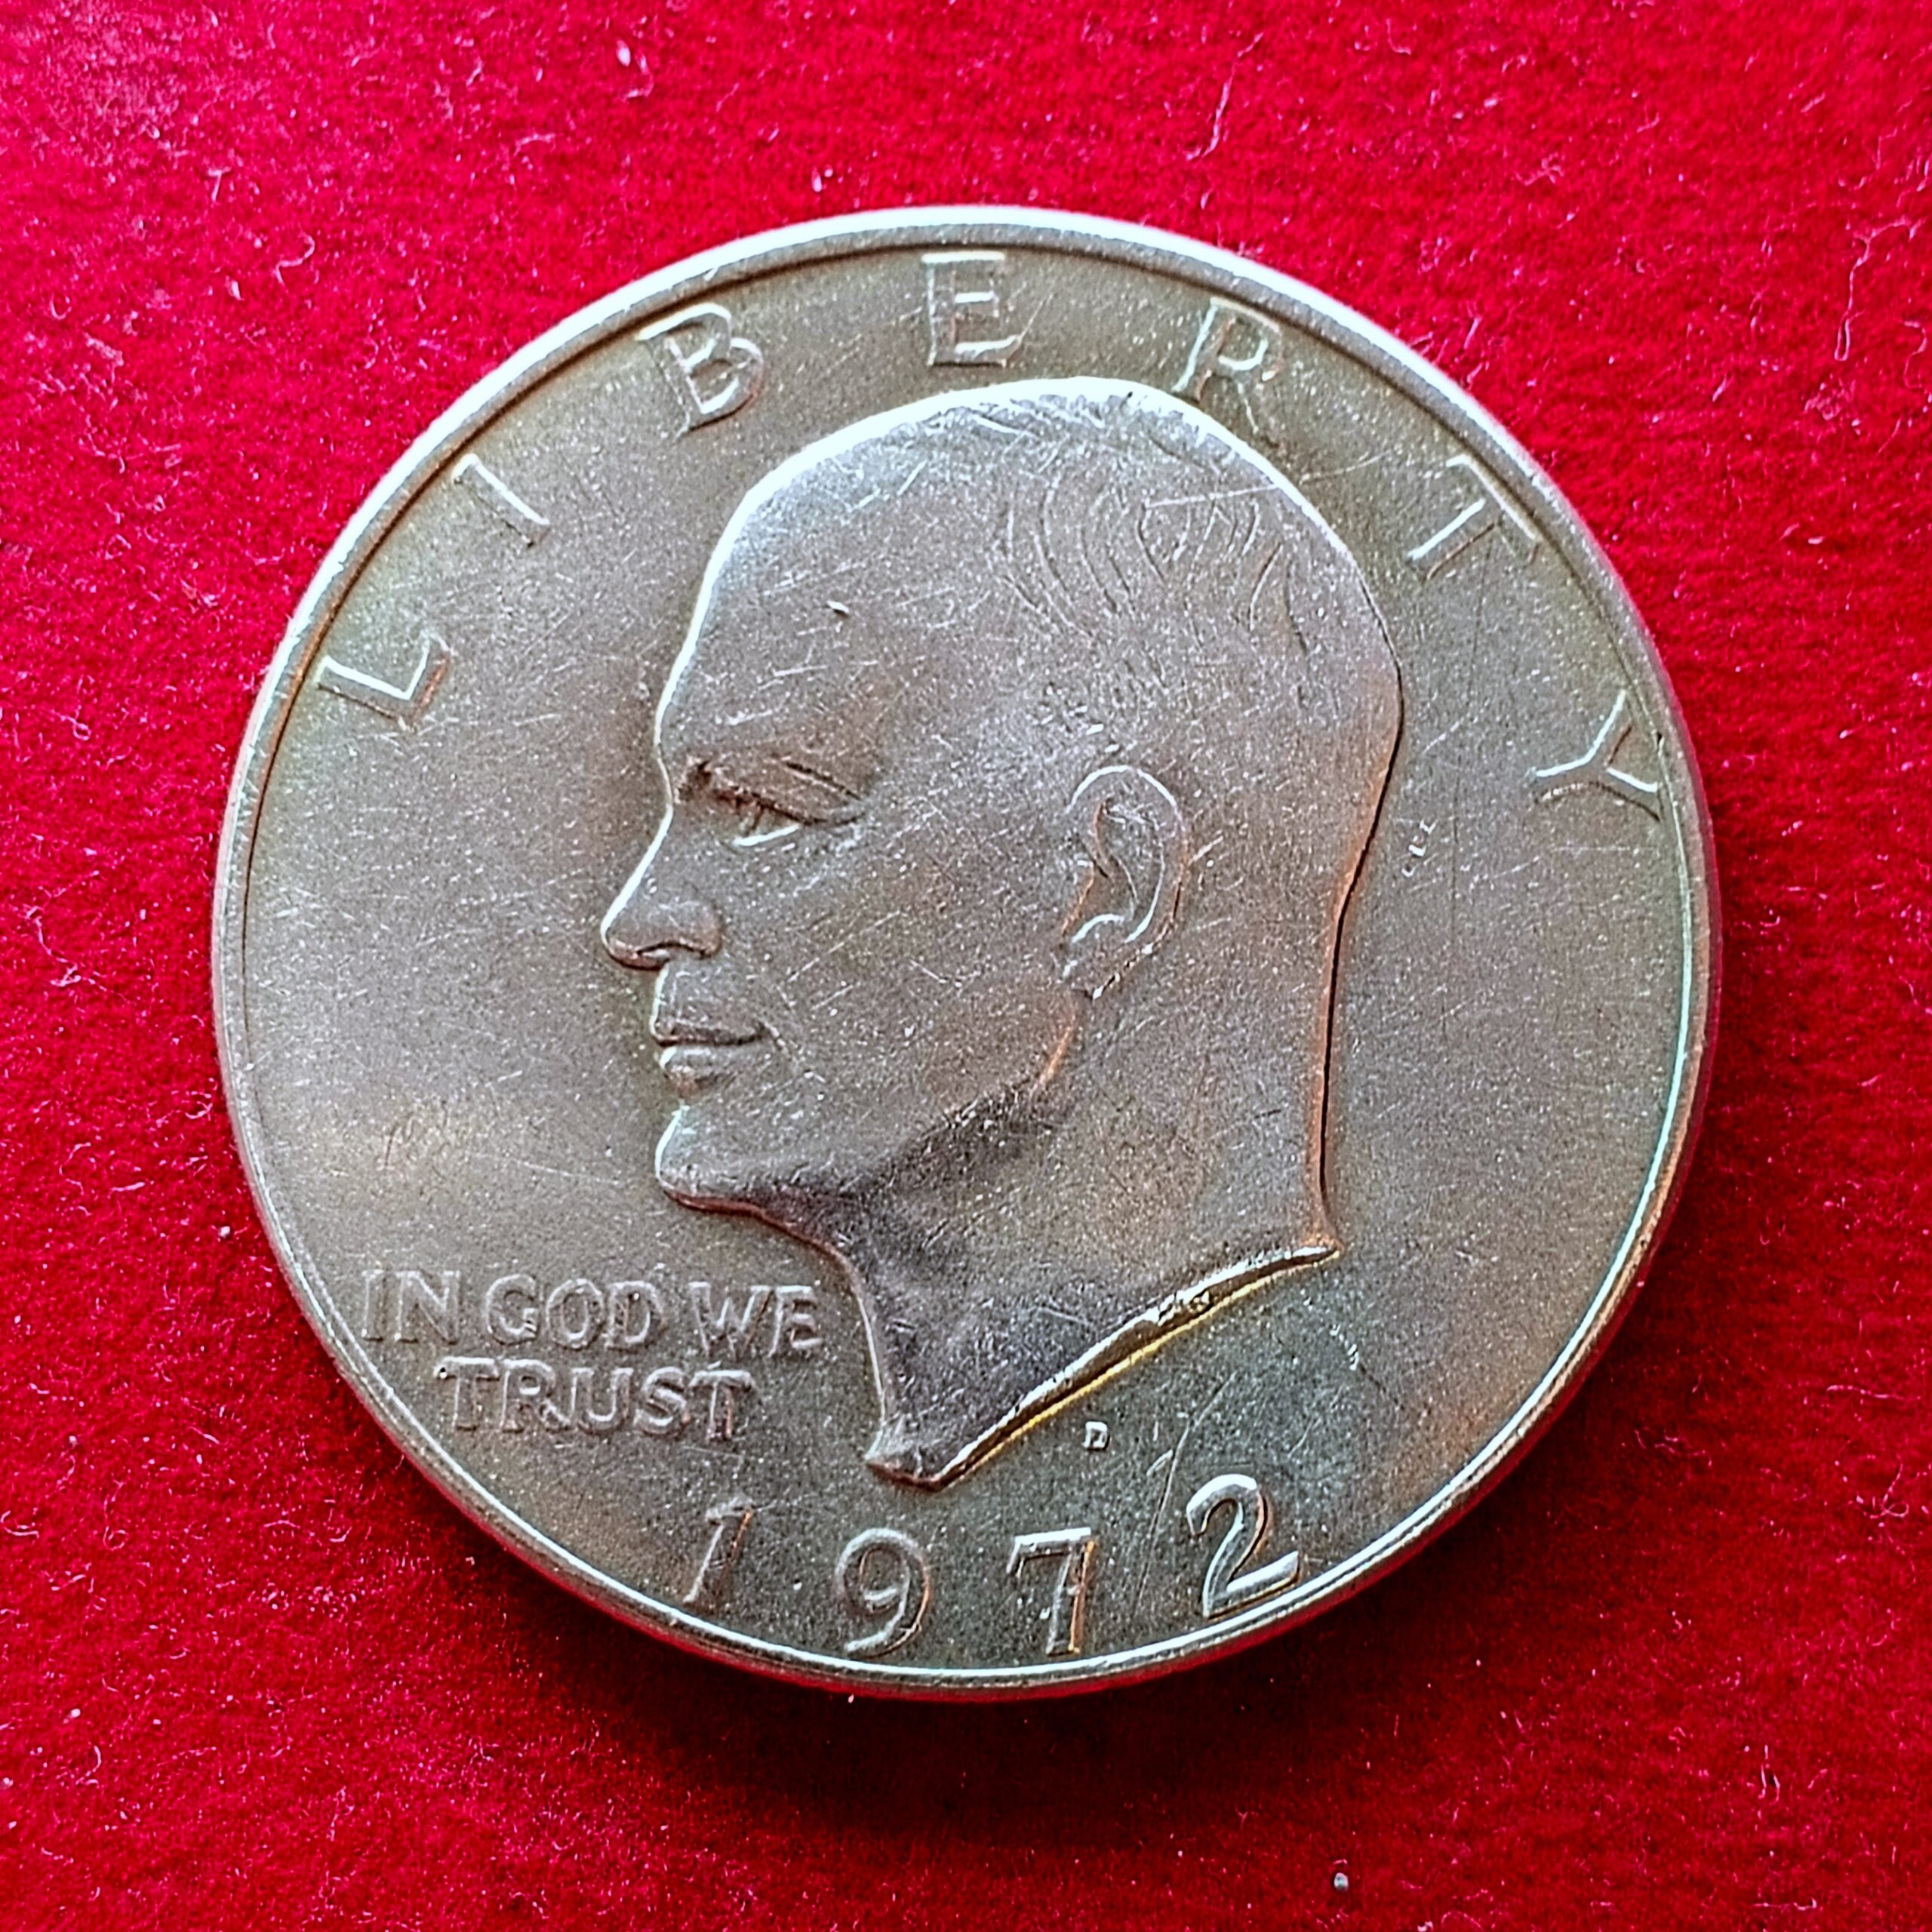 LIBERTY
IN GOD WE
TRUST
D
1972